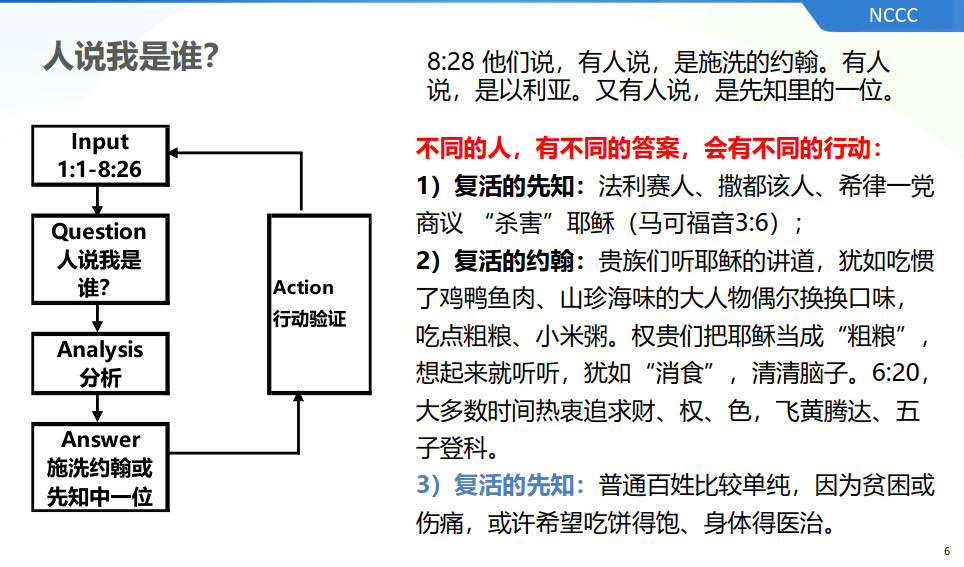 NCCC
人说我是谁？
8:28 他们说，有人说，是施洗的约翰。有人
说，是以利亚。又有人说，是先知里的一位。
Input
1:1-8:26
Question
人说我是
谁？
Analysis
分析
Answer
施洗约翰或
先知中一位
Action
行动验证
不同的人，有不同的答案，会有不同的行动：
1）复活的先知：法利赛人、撒都该人、希律一党
商议 “杀害”耶稣（马可福音3:6）；
2）复活的约翰：贵族们听耶稣的讲道，犹如吃惯
了鸡鸭鱼肉、山珍海味的大人物偶尔换换口味，
吃点粗粮、小米粥。权贵们把耶稣当成“粗粮”，
想起来就听听，犹如“消食”，清清脑子。6:20，
大多数时间热衷追求财、权、色，飞黄腾达、五
子登科。
3）复活的先知：普通百姓比较单纯，因为贫困或
伤痛，或许希望吃饼得饱、身体得医治。
6